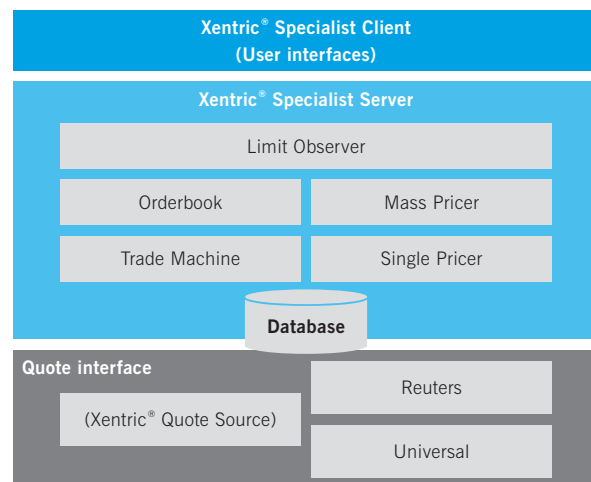 Xentric® Specialist Client
(User interfaces)
Xentric® Specialist Server
Limit Observer
Orderbook
Mass Pricer
Trade Machine
Single Pricer
Database
Quote interface
Reuters
(Xentric® Quote Source)
Universal